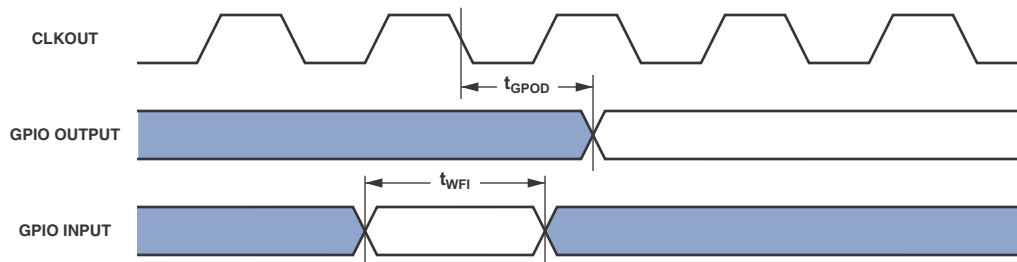 CLKOUT
tGPOD
GPIO OUTPUT
tWFI
GPIO INPUT